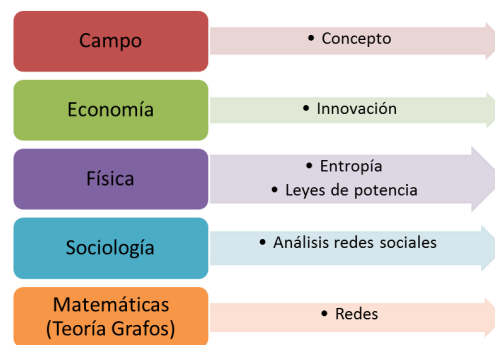 Campo
• Concepto
Economía
• Innovación
Física
• Entropía
• Leyes de potencia
Sociología
• Análisis redes sociales
Matemáticas
(Teoría Grafos)
• Redes